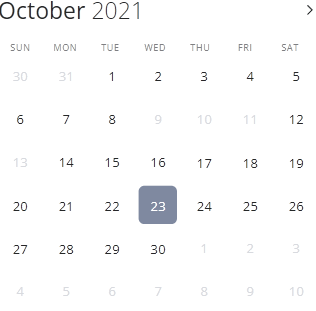 October 2021
SUN MON TUE WED THU FRI SAT
30 31 1 2 3 4 5
6 7 8 9 10 11 12
13 14 15 16 17 18 19
20 21 22 23 24 25 26
27 28 29 30 1 2 3
4 5 6 7 8 9 10